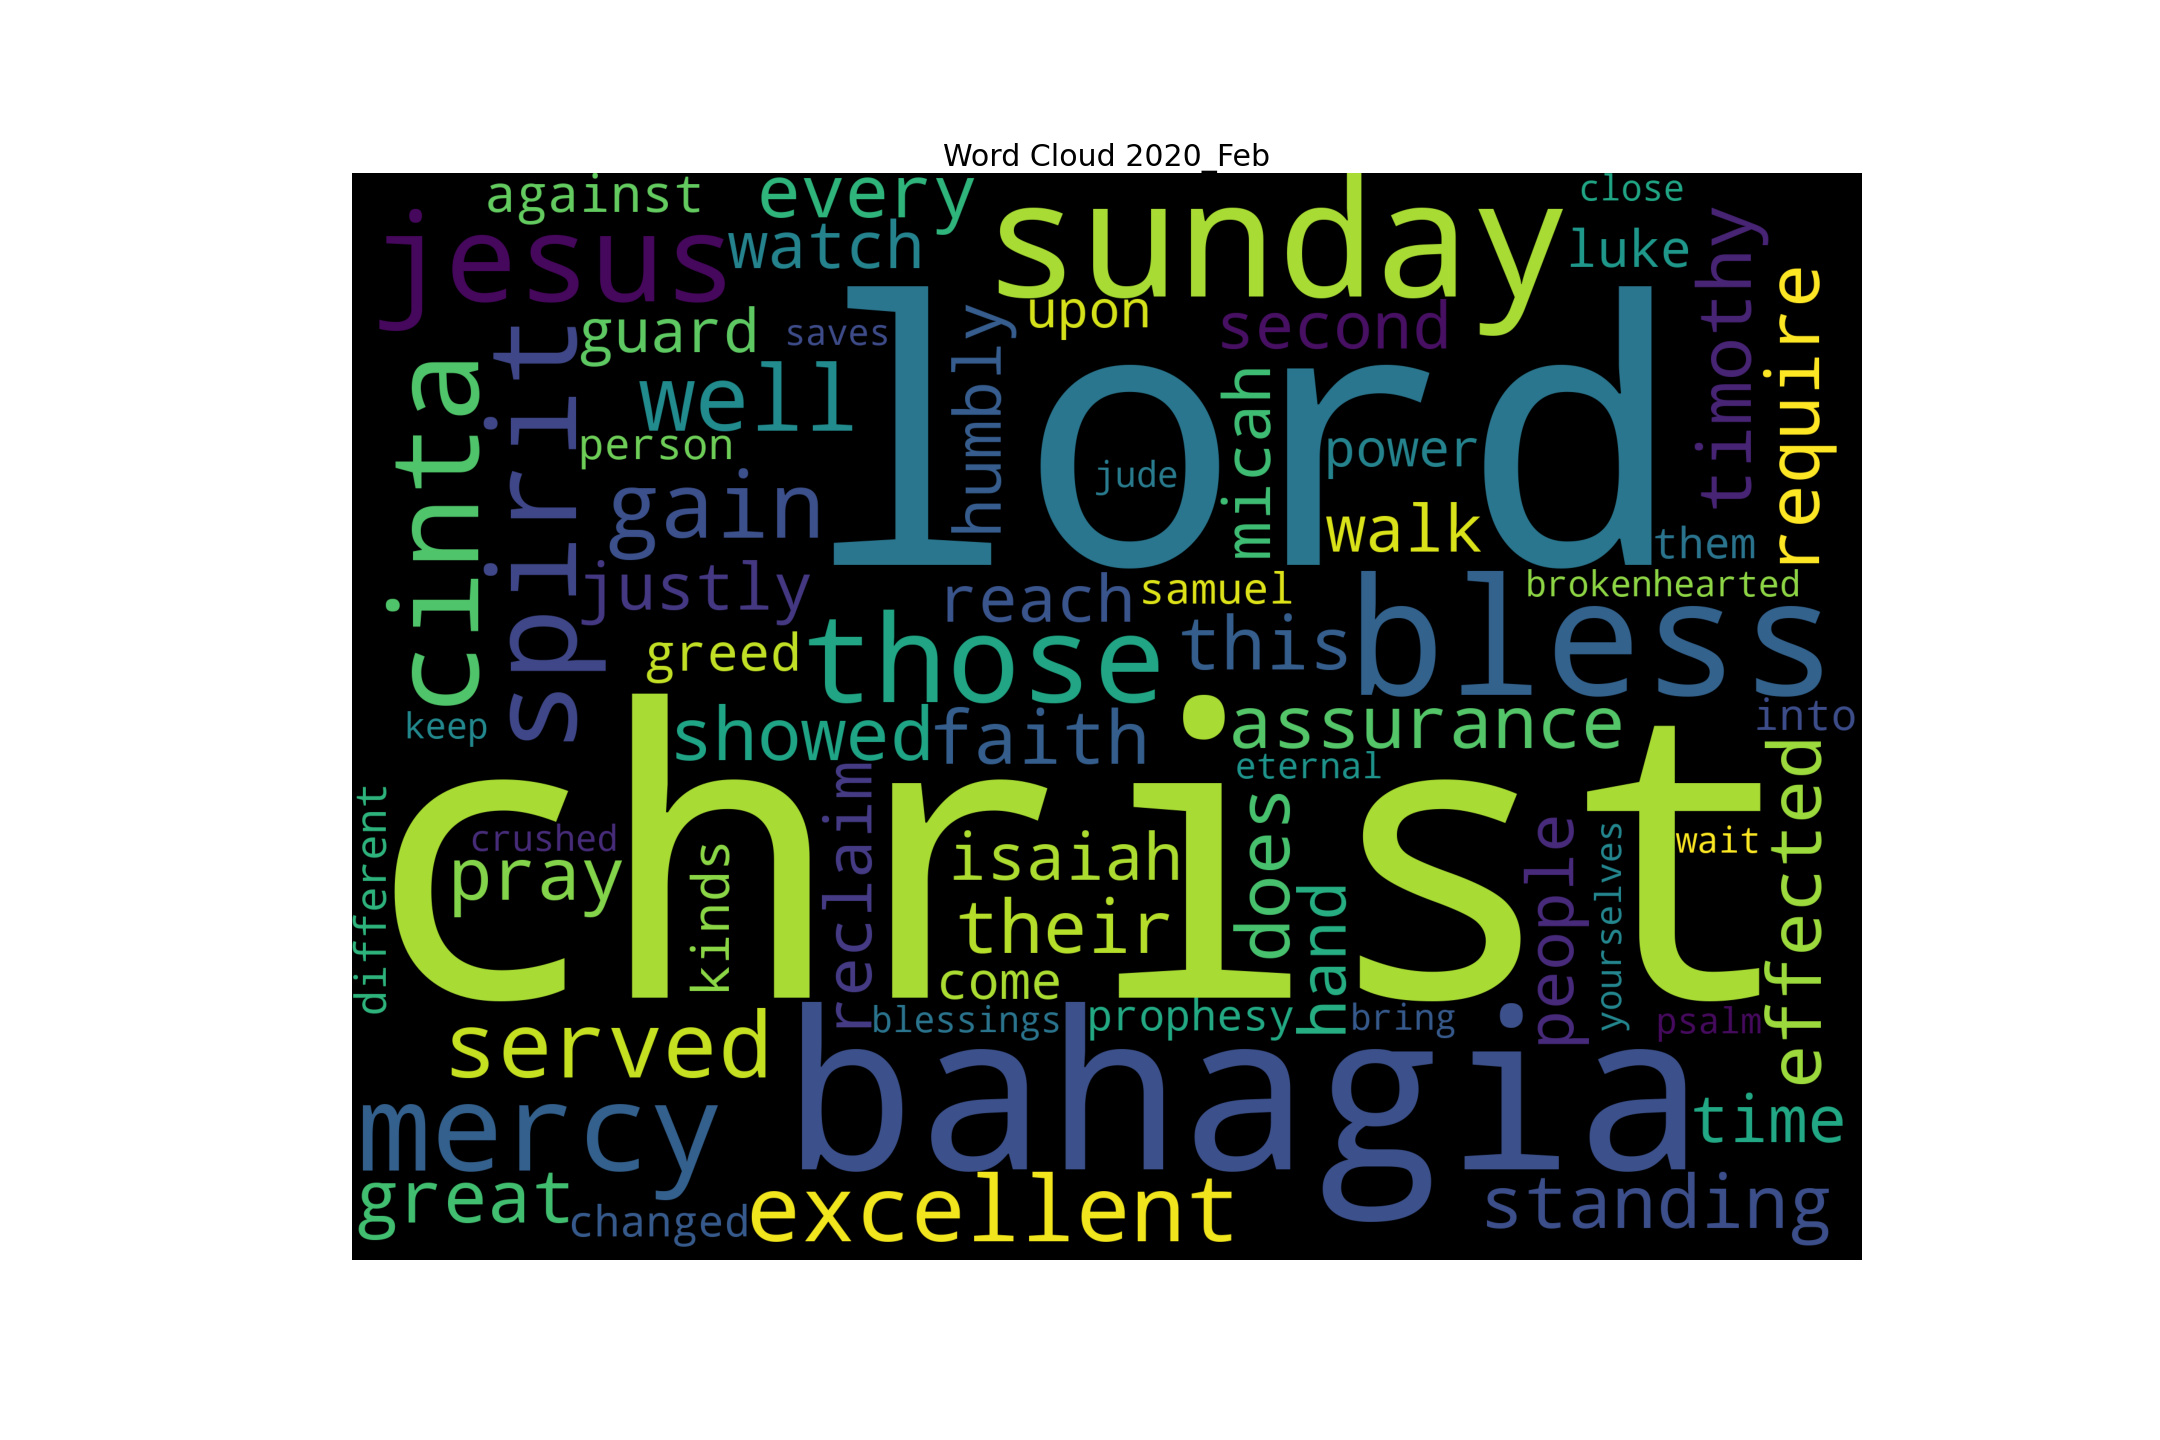 Word Cloud 2020_Feb
against
every
sunday
close
jesus
watch
luke
timothy
require
upon
second
guard
saves
humbly
lord
cinta
spirit
well
micah
person
power
jude
gain
walk
them
justly
reach
samuel
brokenhearted
greed
those
this
bless
keep
showed
faith
assurance
into
eternal
christ
different
crushed
pray
kinds
reclaim
isaiah
does
hand
people
yourselves
wait
effected
their
come
served
blessings
prophesy
bring
psalm
bahagia
mercy
time
great
changed
excellent
standing